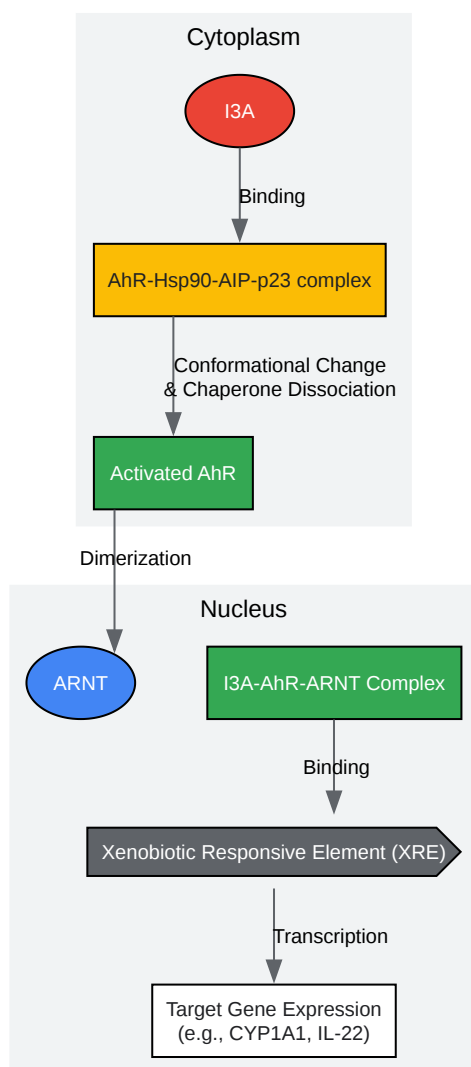 Cytoplasm
I3A
Binding
AhR-Hsp90-AIP-p23 complex
Conformational Change
& Chaperone Dissociation
Activated AhR
Dimerization
Nucleus
ARNT
I3A-AhR-ARNT Complex
Binding
Xenobiotic Responsive Element (XRE)
Transcription
Target Gene Expression
(e.g., CYP1A1, IL-22)